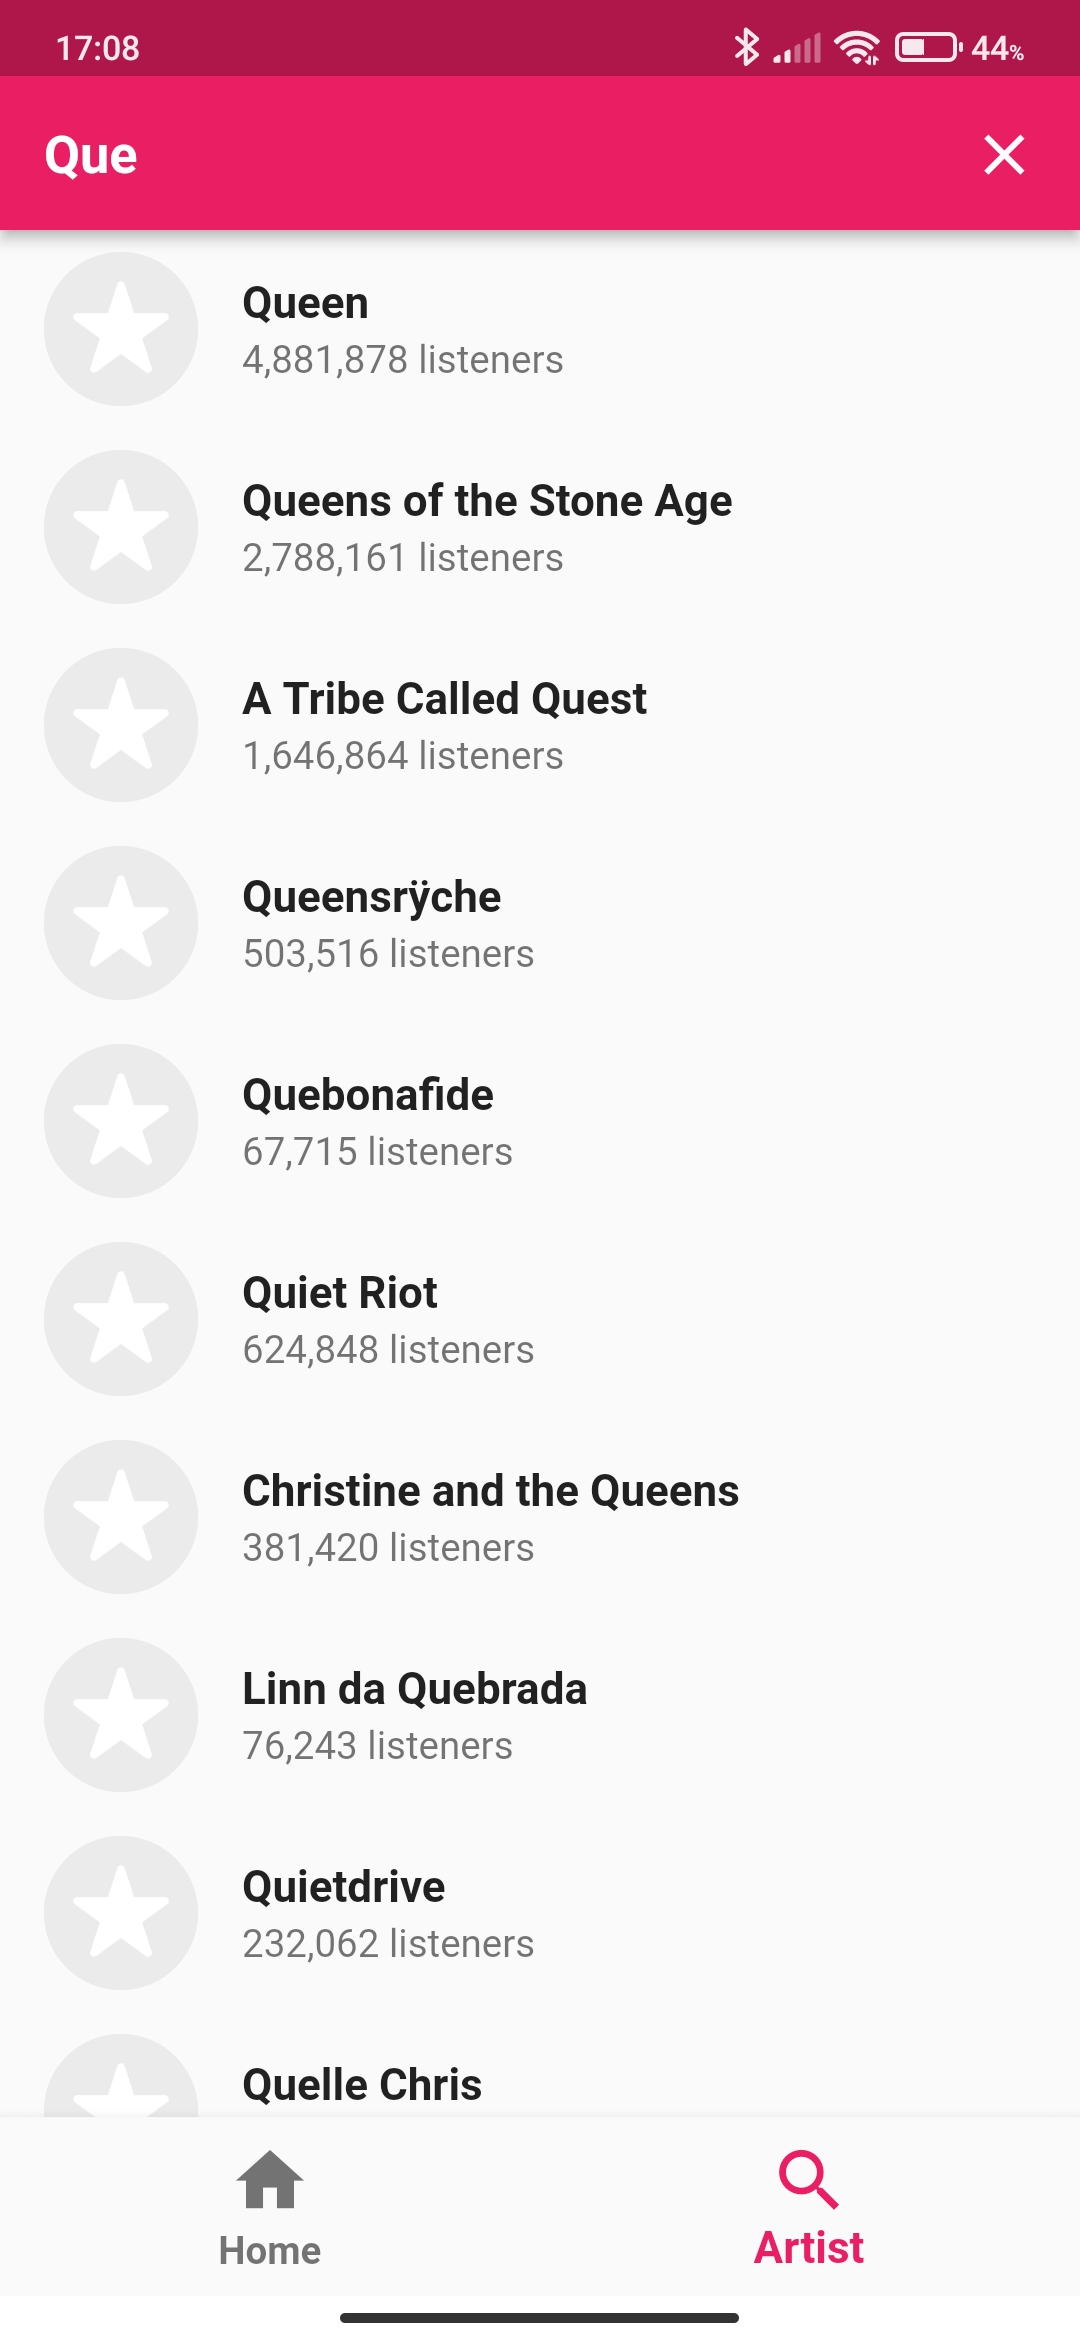 17:08
44%
Que
Queen
4,881,878 listeners
Queens of the Stone Age
2,788,161 listeners
A Tribe Called Quest
1,646,864 listeners
Queensrÿche
503,516 listeners
Quebonafide
67,715 listeners
Quiet Riot
624,848 listeners
Christine and the Queens
381,420 listeners
Linn da Quebrada
76,243 listeners
Quietdrive
232,062 listeners
Quelle Chris
Home
Artist